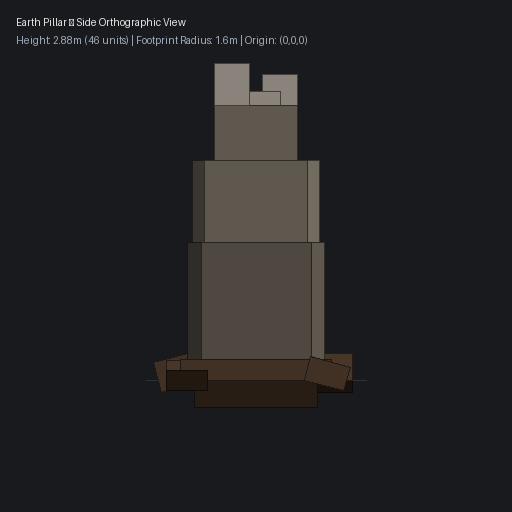 Earth Pillar ▯ Side Orthographic View
Height: 2.88m (46 units) | Footprint Radius: 1.6m | Origin: (0,0,0)